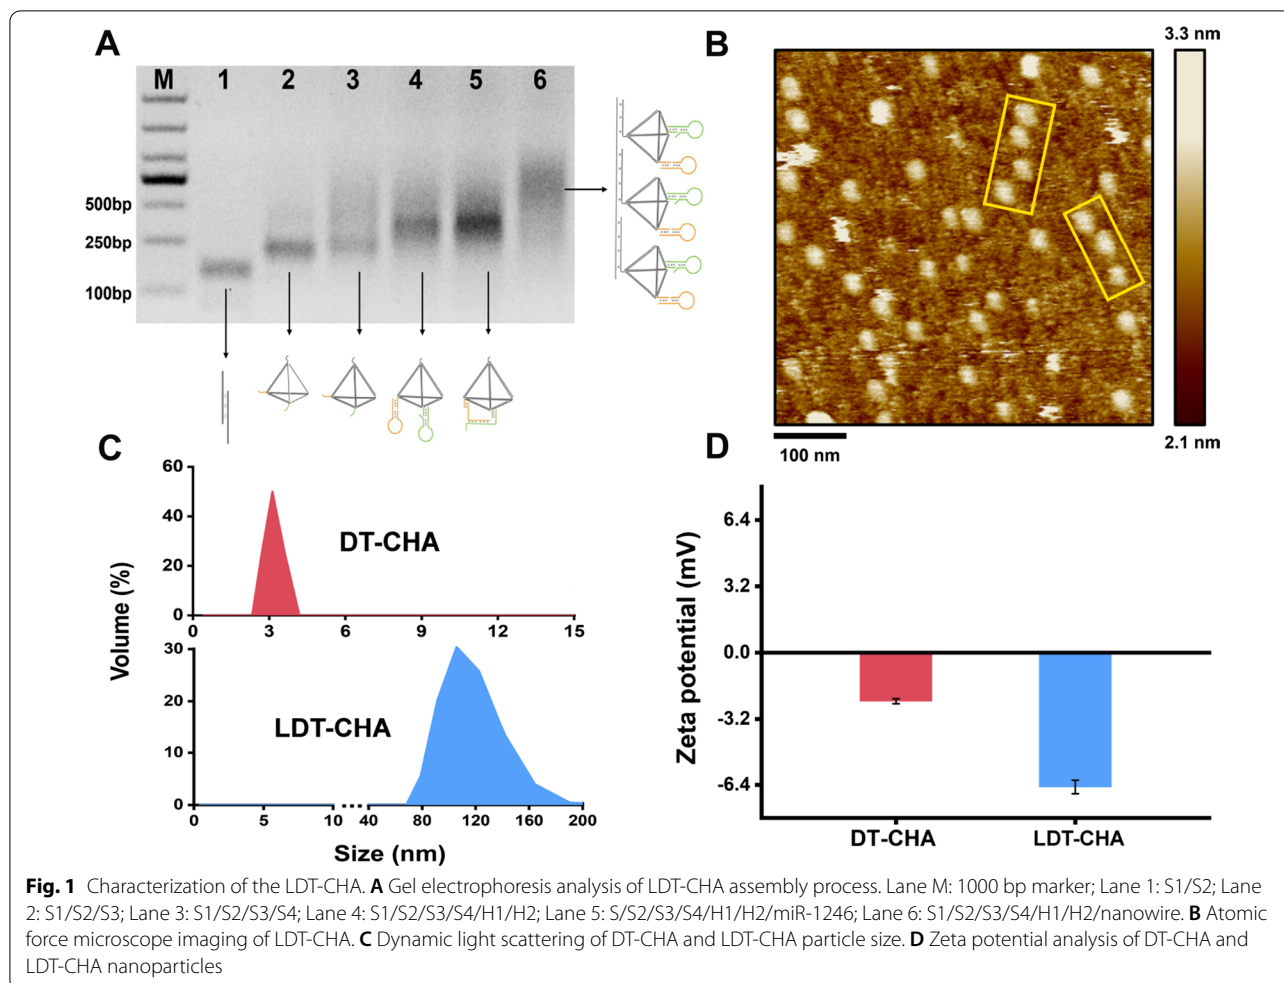 A
M 1 2 3 4 5 6
500bp
250bp
100bp
B
3.3 nm
2.1 nm
100 nm
C
Volume (%)
60
40
20
0
DT-CHA
0 3 6 9 12 15
30
20
10
0
LDT-CHA
0 5 10 40 80 120 160 200
Size (nm)
D
Zeta potential (mV)
6.4
3.2
0.0
-3.2
-6.4
DT-CHA LDT-CHA
Fig. 1 Characterization of the LDT-CHA. A Gel electrophoresis analysis of LDT-CHA assembly process. Lane M: 1000 bp marker; Lane 1: S1/S2; Lane
2: S1/S2/S3; Lane 3: S1/S2/S3/S4; Lane 4: S1/S2/S3/S4/H1/H2; Lane 5: S/S2/S3/S4/H1/H2/miR-1246; Lane 6: S1/S2/S3/S4/H1/H2/nanowire. B Atomic
force microscope imaging of LDT-CHA. C Dynamic light scattering of DT-CHA and LDT-CHA particle size. D Zeta potential analysis of DT-CHA and
LDT-CHA nanoparticles